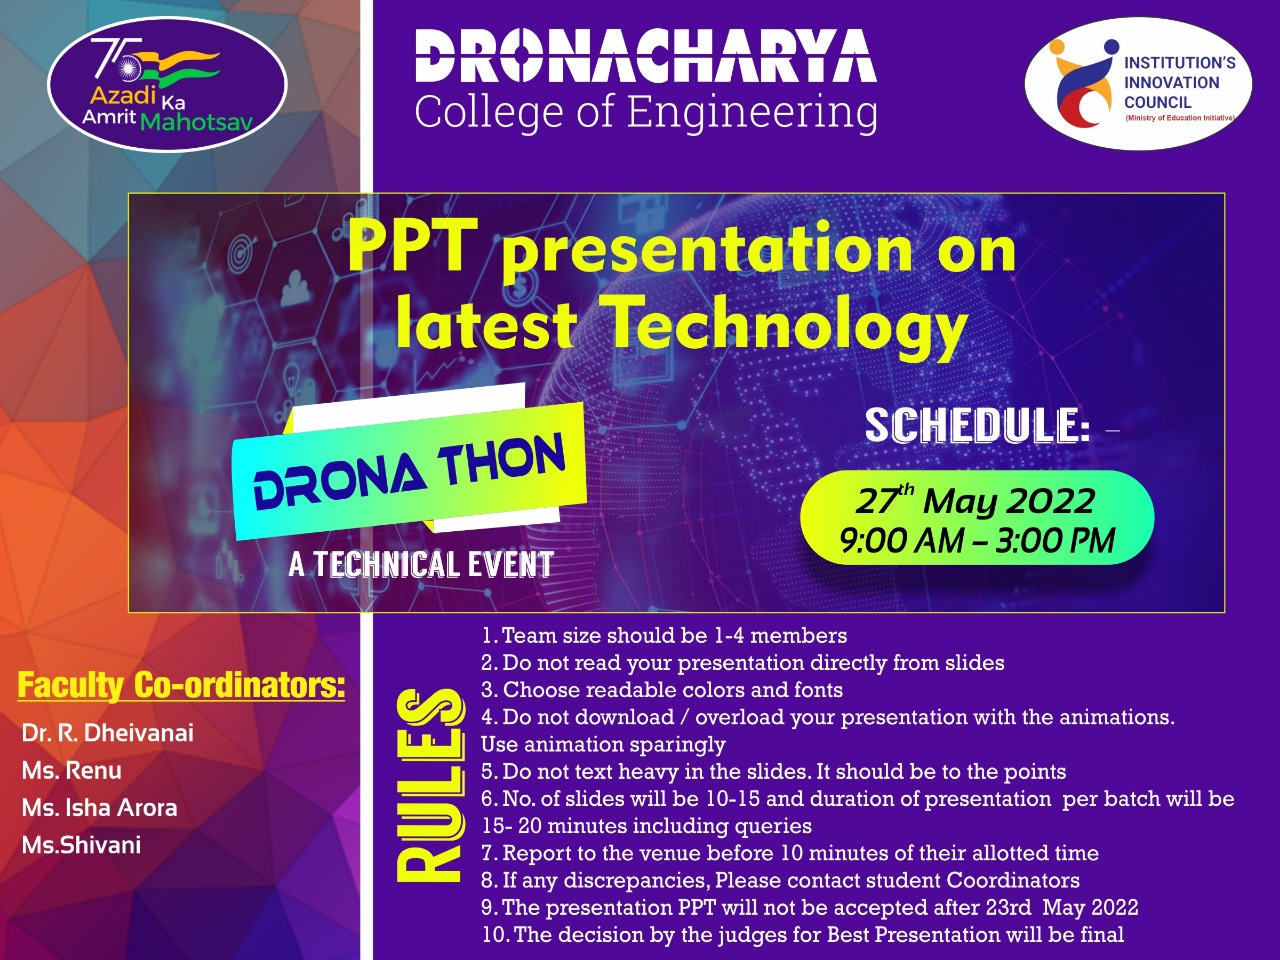 75
Azadi Ka
Amrit Mahotsav
DRONACHARYA
College of Engineering
INSTITUTION'S
INNOVATION
COUNCIL
(Ministry of Education Initiative)
PPT presentation on
latest Technology
DRONA THON
A TECHNICAL EVENT
SCHEDULE: –
27th May 2022
9:00 AM – 3:00 PM
Faculty Co-ordinators:
Dr. R. Dheivanai
Ms. Renu
Ms. Isha Arora
Ms.Shivani
RULES
1. Team size should be 1-4 members
2. Do not read your presentation directly from slides
3. Choose readable colors and fonts
4. Do not download / overload your presentation with the animations.
Use animation sparingly
5. Do not text heavy in the slides. It should be to the points
6. No. of slides will be 10-15 and duration of presentation  per batch will be
15- 20 minutes including queries
7. Report to the venue before 10 minutes of their allotted time
8. If any discrepancies, Please contact student Coordinators
9. The presentation PPT will not be accepted after 23rd  May 2022
10. The decision by the judges for Best Presentation will be final